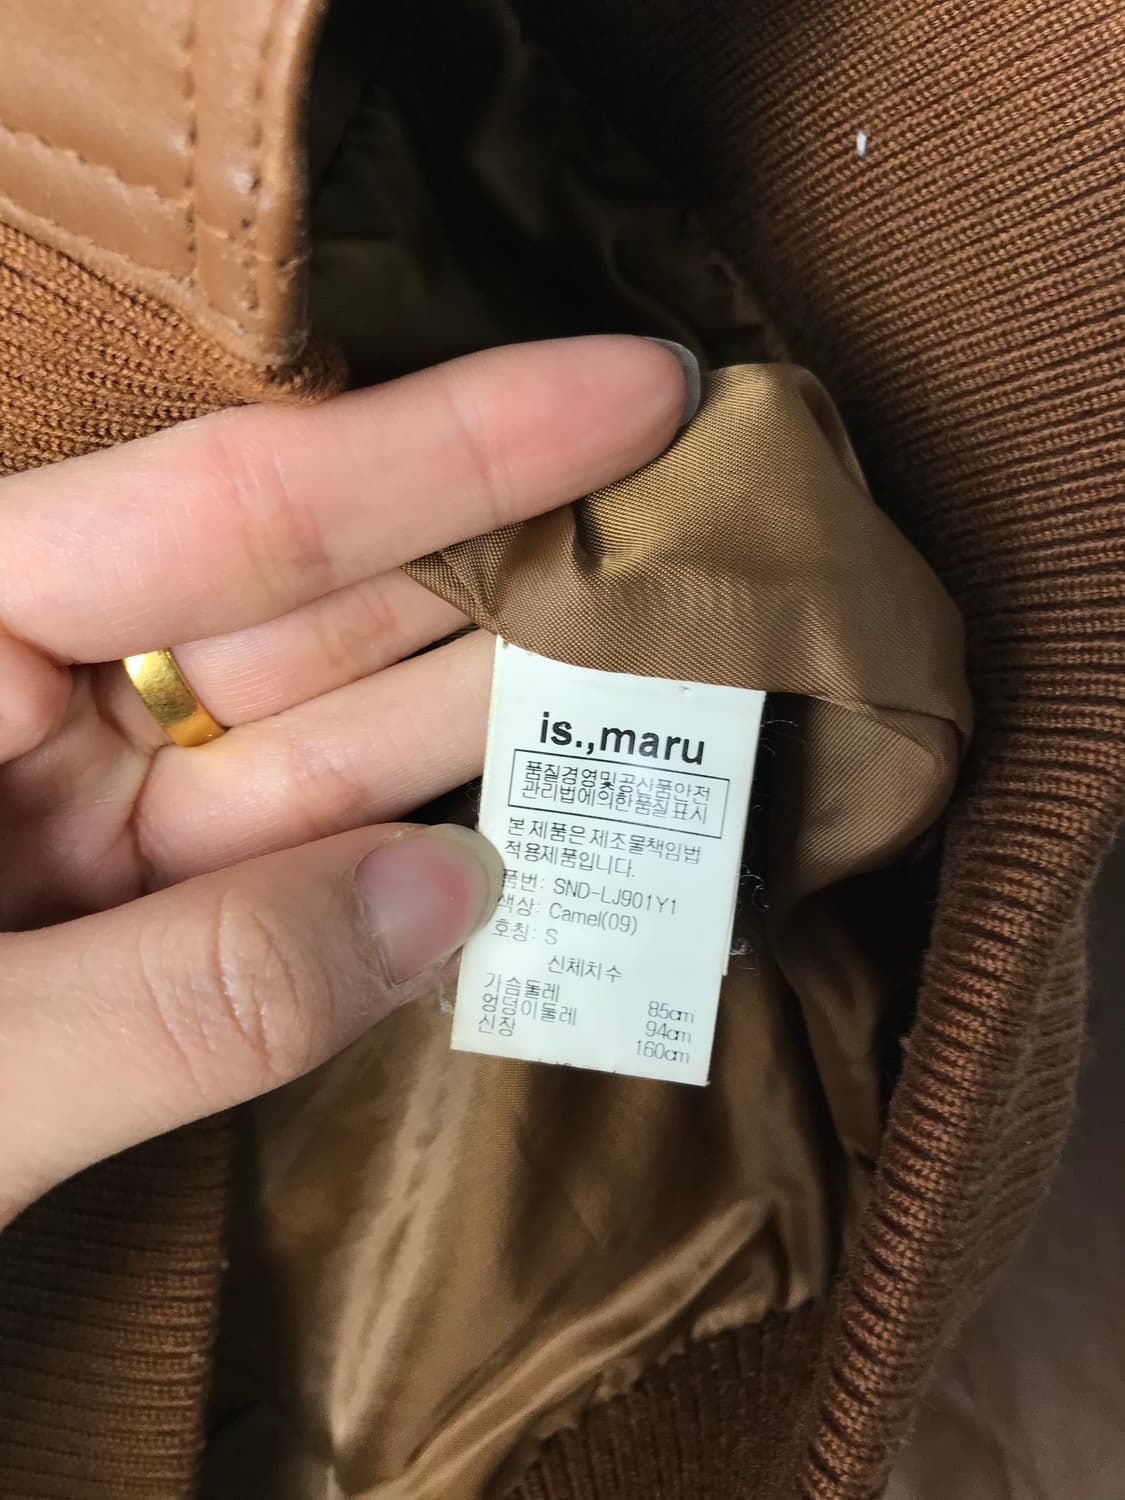 is.,maru
품질경영및공산품안전
관리법에의한품질표시
본 제품은 제조물책임법
적용제품입니다.
품번: SND-LJ901Y1
색상: Camel(09)
호칭: S
신체치수
가슴둘레 85cm
엉덩이둘레 94cm
신장 160cm